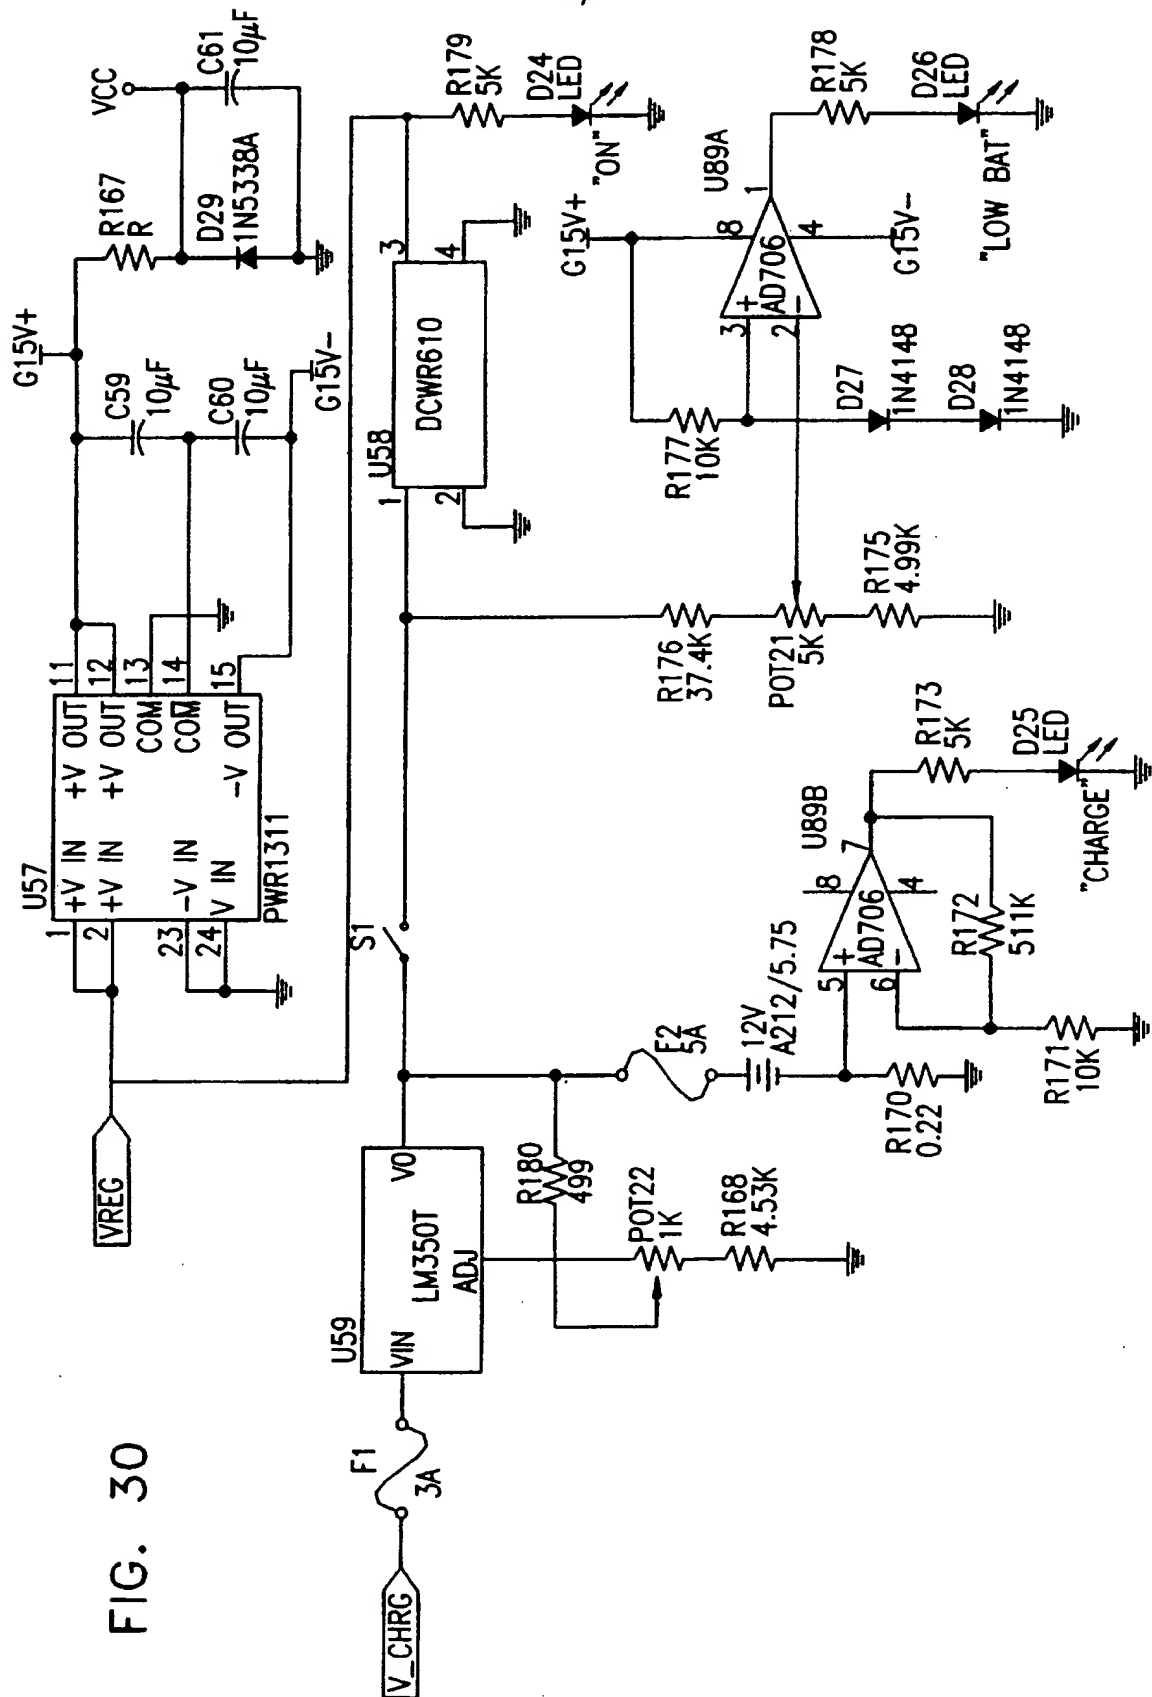 FIG. 30
VREG
V_CHRG
F1
3A
U59
VIN
VO
LM350T
ADJ
R180
499
POT22
1K
R168
4.53K
U57
1
2
23
24
+V IN
+V IN
-V IN
V IN
+V OUT
+V OUT
COM
COM
-V OUT
11
12
13
14
15
PWR1311
G15V+
C59
10µF
C60
10µF
G15V-
R167
R
D29
1N5338A
VCC
C61
10µF
S1
F2
5A
12V
A212/5.75
R170
0.22
U58
1
2
DCWR610
3
4
R179
5K
D24
LED
"ON"
R176
37.4K
POT21
5K
R175
4.99K
R177
10K
D27
1N4148
D28
1N4148
G15V+
U89A
3
2
+
-
AD706
8
4
1
G15V-
R178
5K
D26
LED
"LOW BAT"
U89B
5
6
+
-
AD706
8
4
7
R172
511K
R171
10K
R173
5K
D25
LED
"CHARGE"